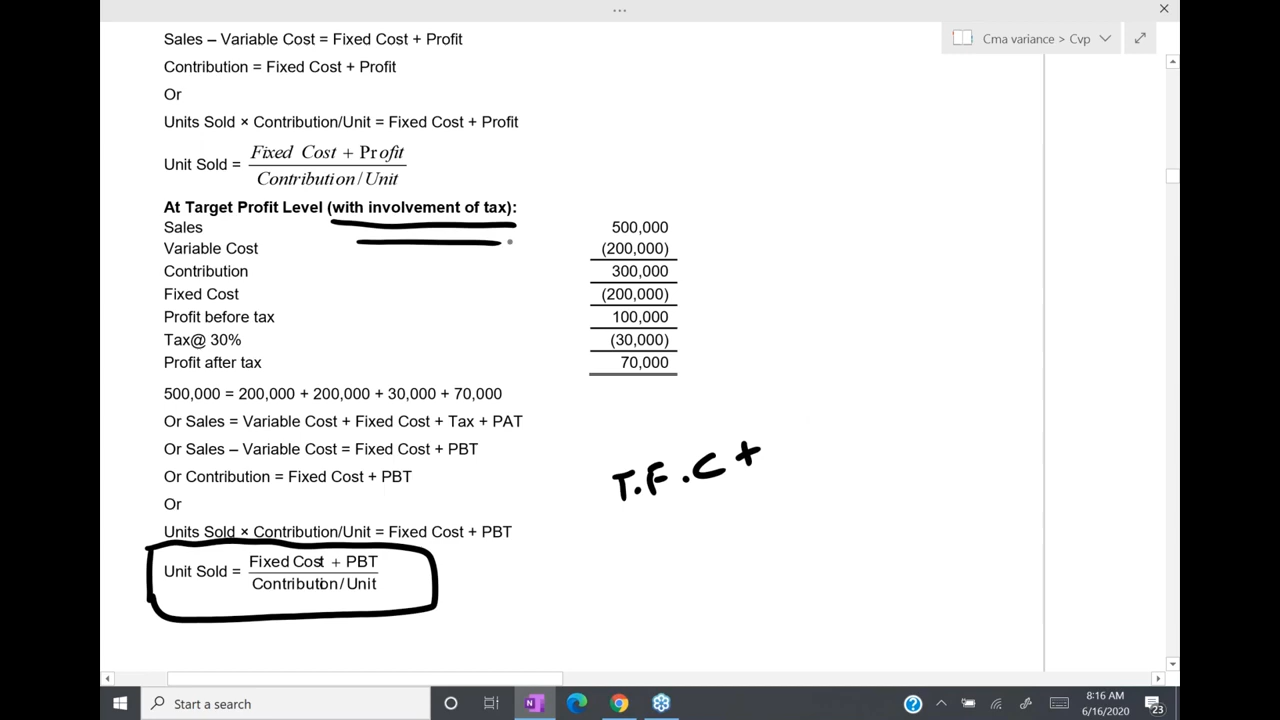 Cma variance > Cvp
Sales – Variable Cost = Fixed Cost + Profit
Contribution = Fixed Cost + Profit
Or
Units Sold × Contribution/Unit = Fixed Cost + Profit
Unit Sold = Fixed Cost + Profit
Contribution / Unit
At Target Profit Level (with involvement of tax):
Sales 500,000
Variable Cost (200,000)
Contribution 300,000
Fixed Cost (200,000)
Profit before tax 100,000
Tax@ 30% (30,000)
Profit after tax 70,000
500,000 = 200,000 + 200,000 + 30,000 + 70,000
Or Sales = Variable Cost + Fixed Cost + Tax + PAT
Or Sales – Variable Cost = Fixed Cost + PBT
Or Contribution = Fixed Cost + PBT
T.F.C +
Or
Units Sold × Contribution/Unit = Fixed Cost + PBT
Unit Sold = Fixed Cost + PBT
Contribution / Unit
Start a search
8:16 AM
6/16/2020
23